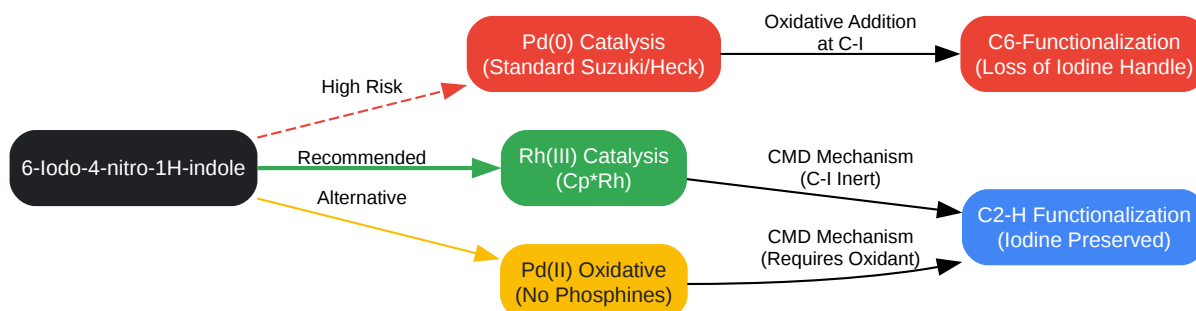 Pd(0) Catalysis
(Standard Suzuki/Heck)
Oxidative Addition
at C-I
C6-Functionalization
(Loss of Iodine Handle)
High Risk
6-Iodo-4-nitro-1H-indole
Recommended
Rh(III) Catalysis
(Cp*Rh)
CMD Mechanism
(C-I Inert)
C2-H Functionalization
(Iodine Preserved)
Alternative
Pd(II) Oxidative
(No Phosphines)
CMD Mechanism
(Requires Oxidant)